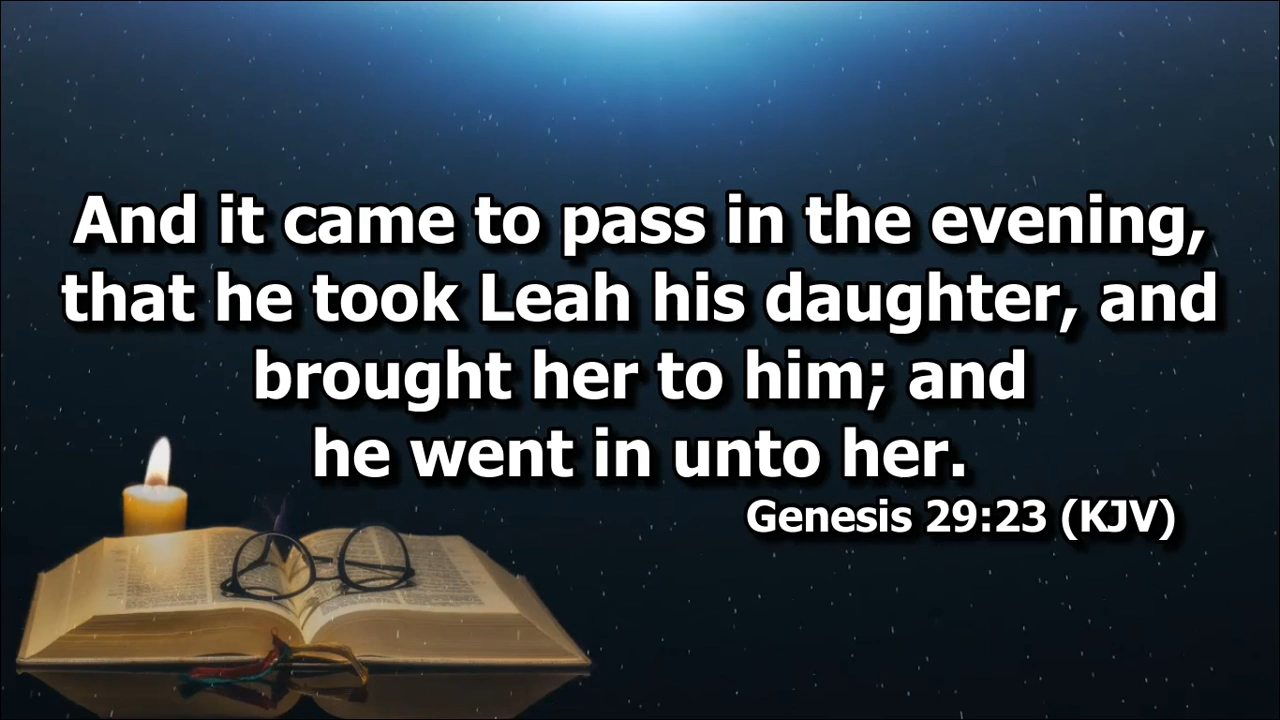 And it came to pass in the evening,
that he took Leah his daughter, and
brought her to him; and
he went in unto her.
Genesis 29:23 (KJV)